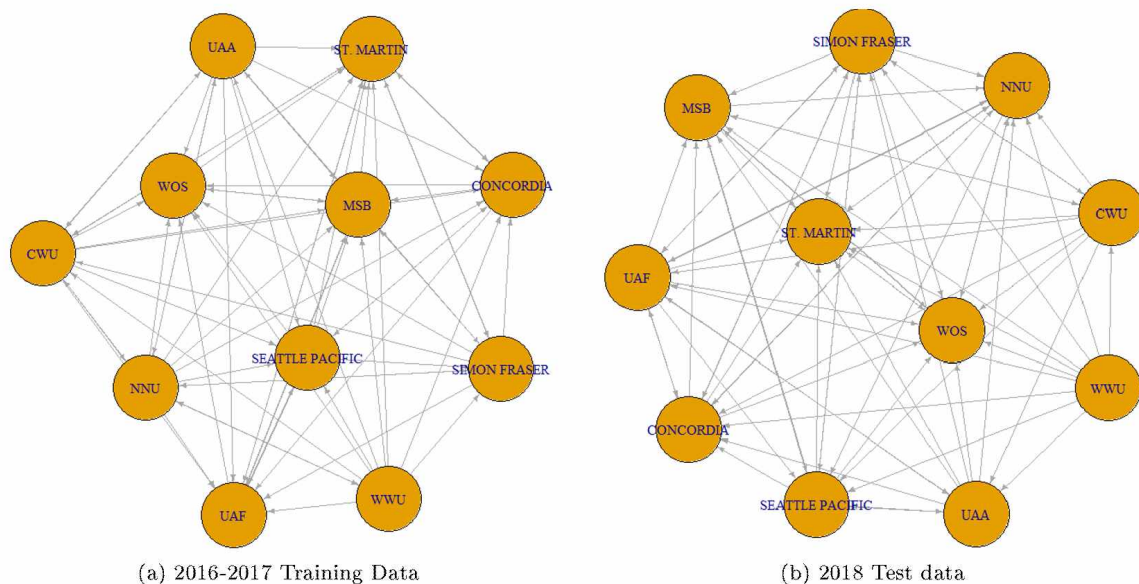 UAA
ST. MARTIN
WOS
MSB
CONCORDIA
CWU
SEATTLE PACIFIC
SIMON FRASER
NNU
UAF
WWU
(a) 2016-2017 Training Data
SIMON FRASER
NNU
MSB
CWU
ST. MARTIN
UAF
WOS
WWU
CONCORDIA
SEATTLE PACIFIC
UAA
(b) 2018 Test data